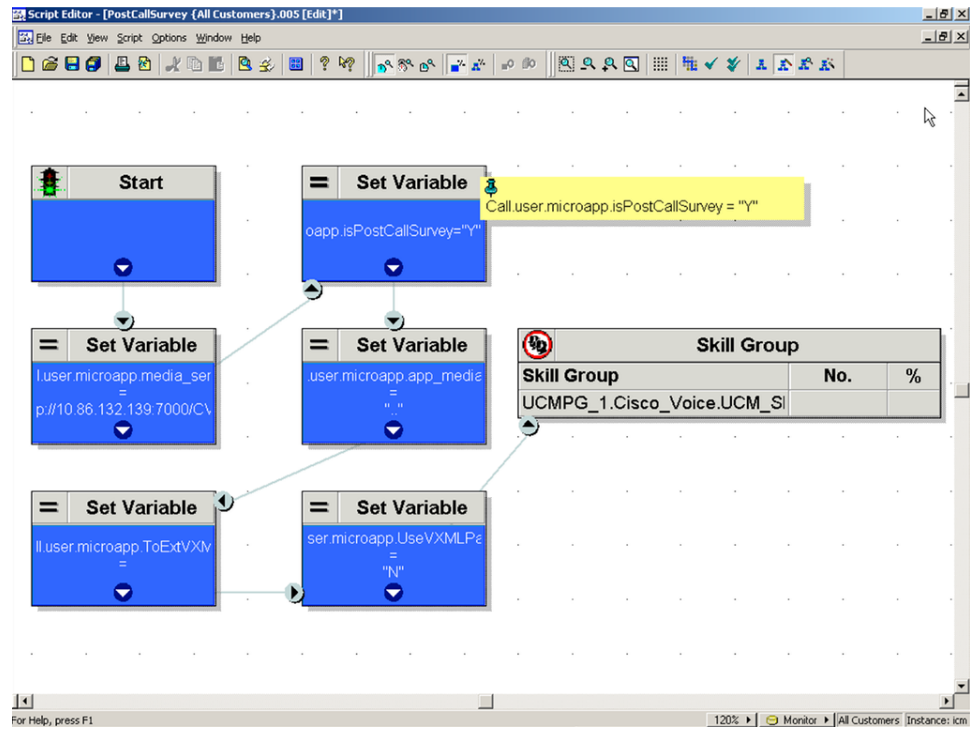 Script Editor - [PostCallSurvey {All Customers}.005 [Edit]*]
File Edit View Script Options Window Help
Start
Set Variable
Call.user.microapp.isPostCallSurvey = "Y"
oapp.isPostCallSurvey="Y"
Set Variable
Set Variable
Skill Group
l.user.microapp.media_ser
=
p://10.86.132.139:7000/CV
.user.microapp.app_media
=
".."
Skill Group No. %
UCMPG_1.Cisco_Voice.UCM_Sl
Set Variable
Set Variable
ll.user.microapp.ToExtVXM
=
ser.microapp.UseVXMLPa
=
"N"
For Help, press F1
120% Monitor All Customers Instance: icm